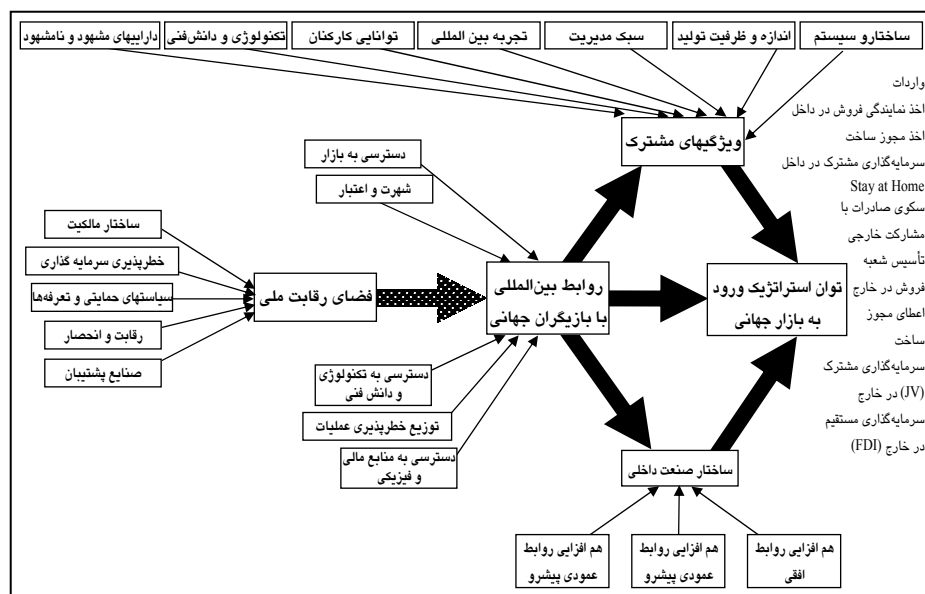 ساختارو سیستم
اندازه و ظرفیت تولید
سبک مدیریت
تجربه بین المللی
توانایی کارکنان
تکنولوژی و دانش‌فنی
داراییهای مشهود و نامشهود
واردات
اخذ نمایندگی فروش در داخل
اخذ مجوز ساخت
سرمایه‌گذاری مشترک در داخل
Stay at Home
سکوی صادرات با
مشارکت خارجی
تأسیس شعبه
فروش در خارج
اعطای مجوز
ساخت
سرمایه‌گذاری مشترک
(JV) در خارج
سرمایه‌گذاری مستقیم
در خارج (FDI)
ویژگیهای مشترک
دسترسی به بازار
شهرت و اعتبار
ساختار مالکیت
خطرپذیری سرمایه گذاری
سیاستهای حمایتی و تعرفه‌ها
رقابت و انحصار
صنایع پشتیبان
فضای رقابت ملی
روابط بین‌المللی
با بازیگران جهانی
توان استراتژیک ورود
به بازار جهانی
دسترسی به تکنولوژی
و دانش فنی
توزیع خطرپذیری عملیات
دسترسی به منابع مالی
و فیزیکی
ساختار صنعت داخلی
هم افزایی روابط
افقی
هم افزایی روابط
عمودی پیشرو
هم افزایی روابط
عمودی پیشرو